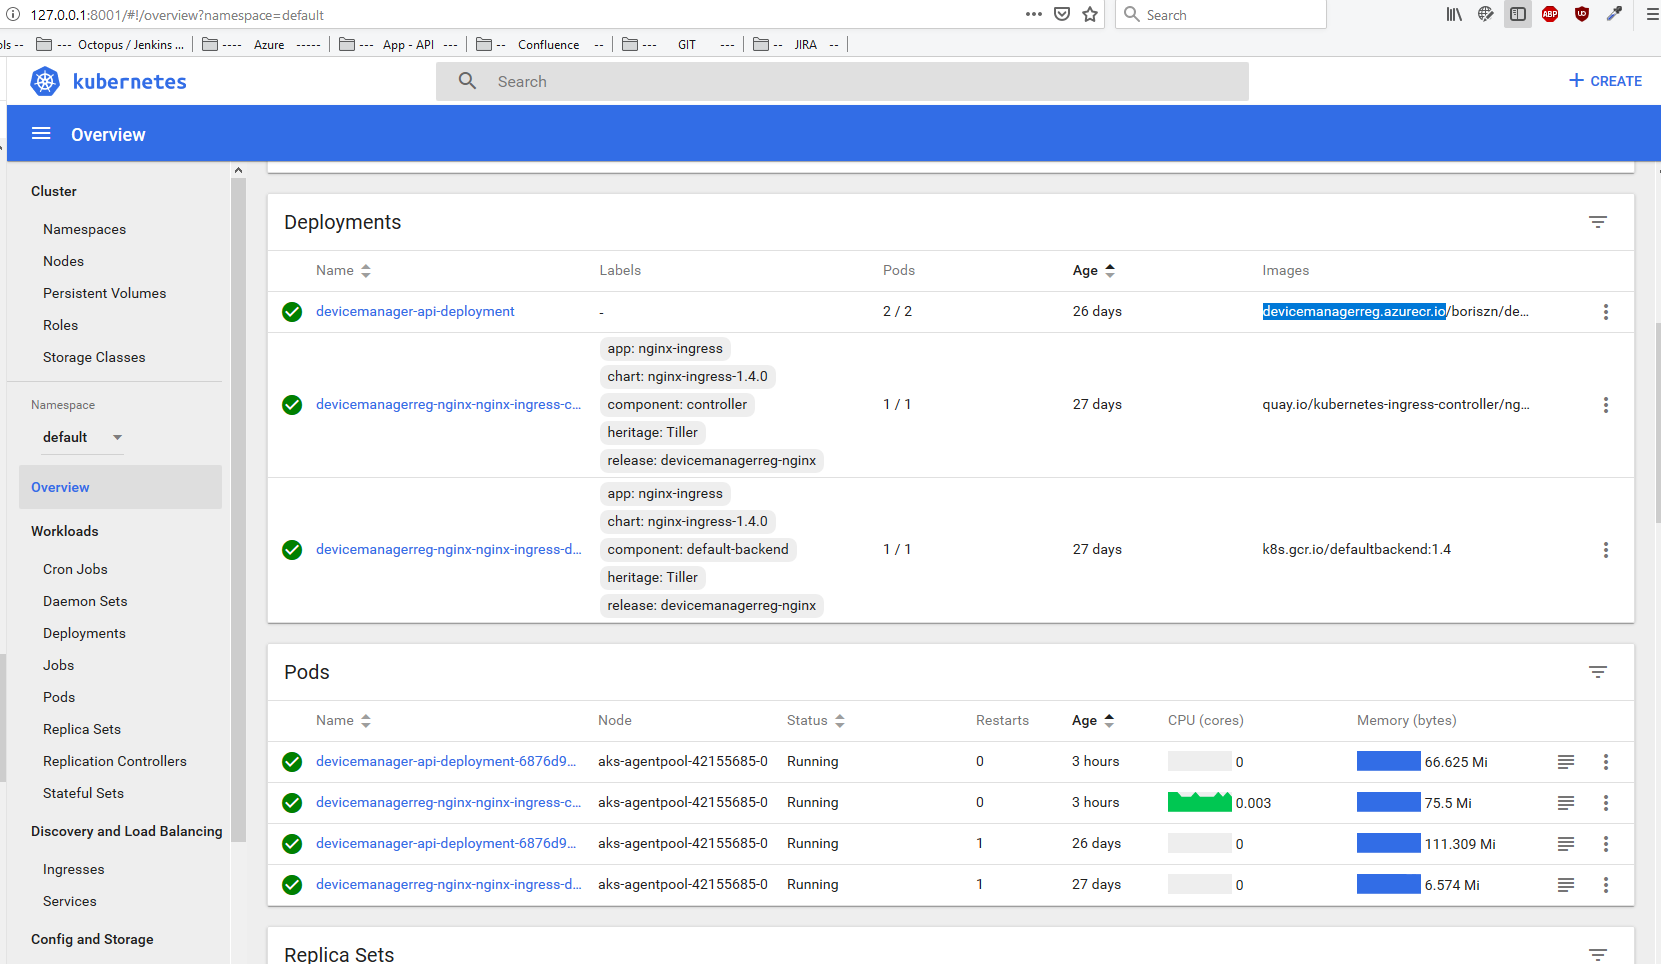 127.0.0.1:8001/#!/overview?namespace=default
Search
ols -- --- Octopus / Jenkins ... ---- Azure ----- --- App - API --- -- Confluence -- --- GIT --- -- JIRA --
kubernetes
Search
+ CREATE
Overview
Cluster
Namespaces
Nodes
Persistent Volumes
Roles
Storage Classes
Namespace
default
Overview
Workloads
Cron Jobs
Daemon Sets
Deployments
Jobs
Pods
Replica Sets
Replication Controllers
Stateful Sets
Discovery and Load Balancing
Ingresses
Services
Config and Storage
Deployments
Name Labels Pods Age Images
devicemanager-api-deployment - 2 / 2 26 days devicemanagerreg.azurecr.io/boriszn/de...
app: nginx-ingress
chart: nginx-ingress-1.4.0
devicemanagerreg-nginx-nginx-ingress-c... component: controller 1 / 1 27 days quay.io/kubernetes-ingress-controller/ng...
heritage: Tiller
release: devicemanagerreg-nginx
app: nginx-ingress
chart: nginx-ingress-1.4.0
devicemanagerreg-nginx-nginx-ingress-d... component: default-backend 1 / 1 27 days k8s.gcr.io/defaultbackend:1.4
heritage: Tiller
release: devicemanagerreg-nginx
Pods
Name Node Status Restarts Age CPU (cores) Memory (bytes)
devicemanager-api-deployment-6876d9... aks-agentpool-42155685-0 Running 0 3 hours 0 66.625 Mi
devicemanagerreg-nginx-nginx-ingress-c... aks-agentpool-42155685-0 Running 0 3 hours 0.003 75.5 Mi
devicemanager-api-deployment-6876d9... aks-agentpool-42155685-0 Running 1 26 days 0 111.309 Mi
devicemanagerreg-nginx-nginx-ingress-d... aks-agentpool-42155685-0 Running 1 27 days 0 6.574 Mi
Replica Sets